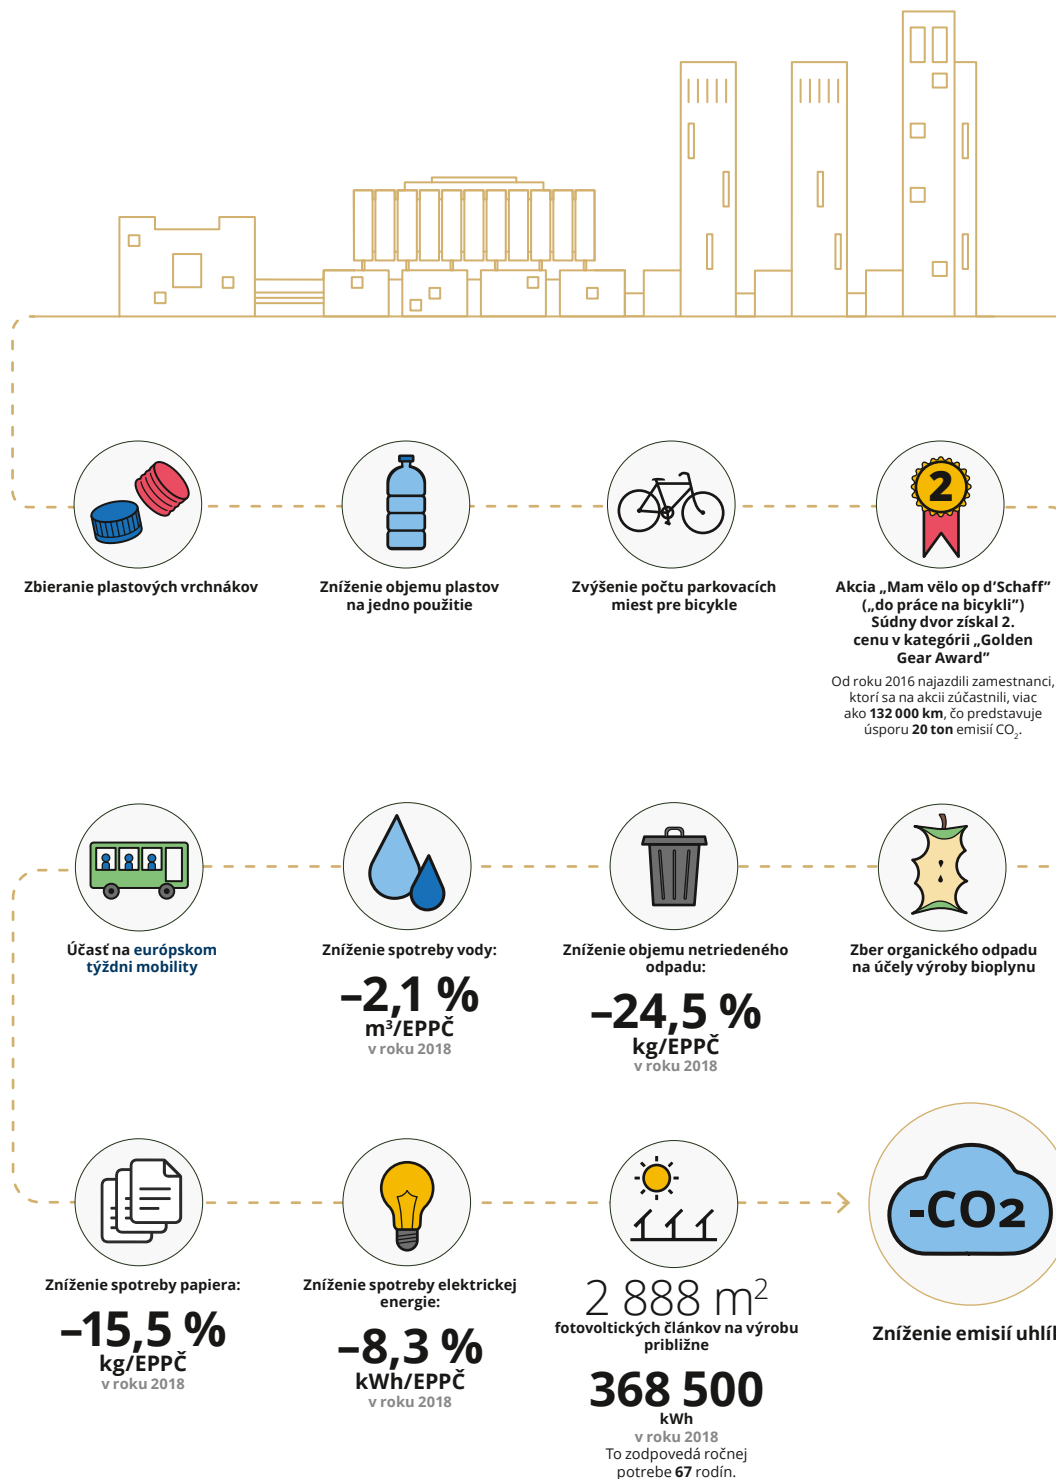 Zbieranie plastových vrchnákov
Zníženie objemu plastov
na jedno použitie
Zvýšenie počtu parkovacích
miest pre bicykle
2
Akcia „Mam vëlo op d’Schaff”
(„do práce na bicykli”)
Súdny dvor získal 2.
cenu v kategórii „Golden
Gear Award”
Od roku 2016 najazdili zamestnanci,
ktorí sa na akcii zúčastnili, viac
ako 132 000 km, čo predstavuje
úsporu 20 ton emisií CO₂.
Účasť na európskom
týždni mobility
Zníženie spotreby vody:
–2,1 %
m³/EPPČ
v roku 2018
Zníženie objemu netriedeného
odpadu:
–24,5 %
kg/EPPČ
v roku 2018
Zber organického odpadu
na účely výroby bioplynu
Zníženie spotreby papiera:
–15,5 %
kg/EPPČ
v roku 2018
Zníženie spotreby elektrickej
energie:
–8,3 %
kWh/EPPČ
v roku 2018
2 888 m²
fotovoltických článkov na výrobu
približne
368 500
kWh
v roku 2018
To zodpovedá ročnej
potrebe 67 rodín.
-CO2
Zníženie emisií